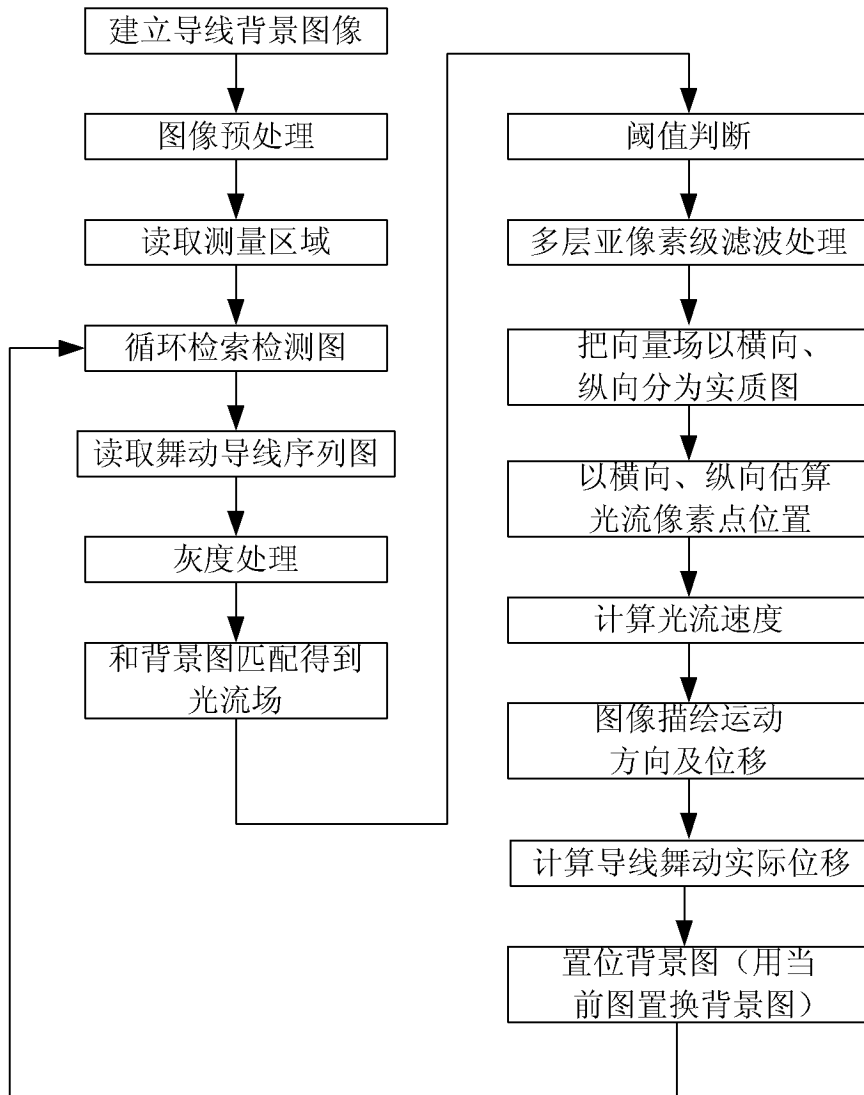 建立导线背景图像
图像预处理
读取测量区域
循环检索检测图
读取舞动导线序列图
灰度处理
和背景图匹配得到
光流场
阈值判断
多层亚像素级滤波处理
把向量场以横向、
纵向分为实质图
以横向、纵向估算
光流像素点位置
计算光流速度
图像描绘运动
方向及位移
计算导线舞动实际位移
置位背景图（用当
前图置换背景图）